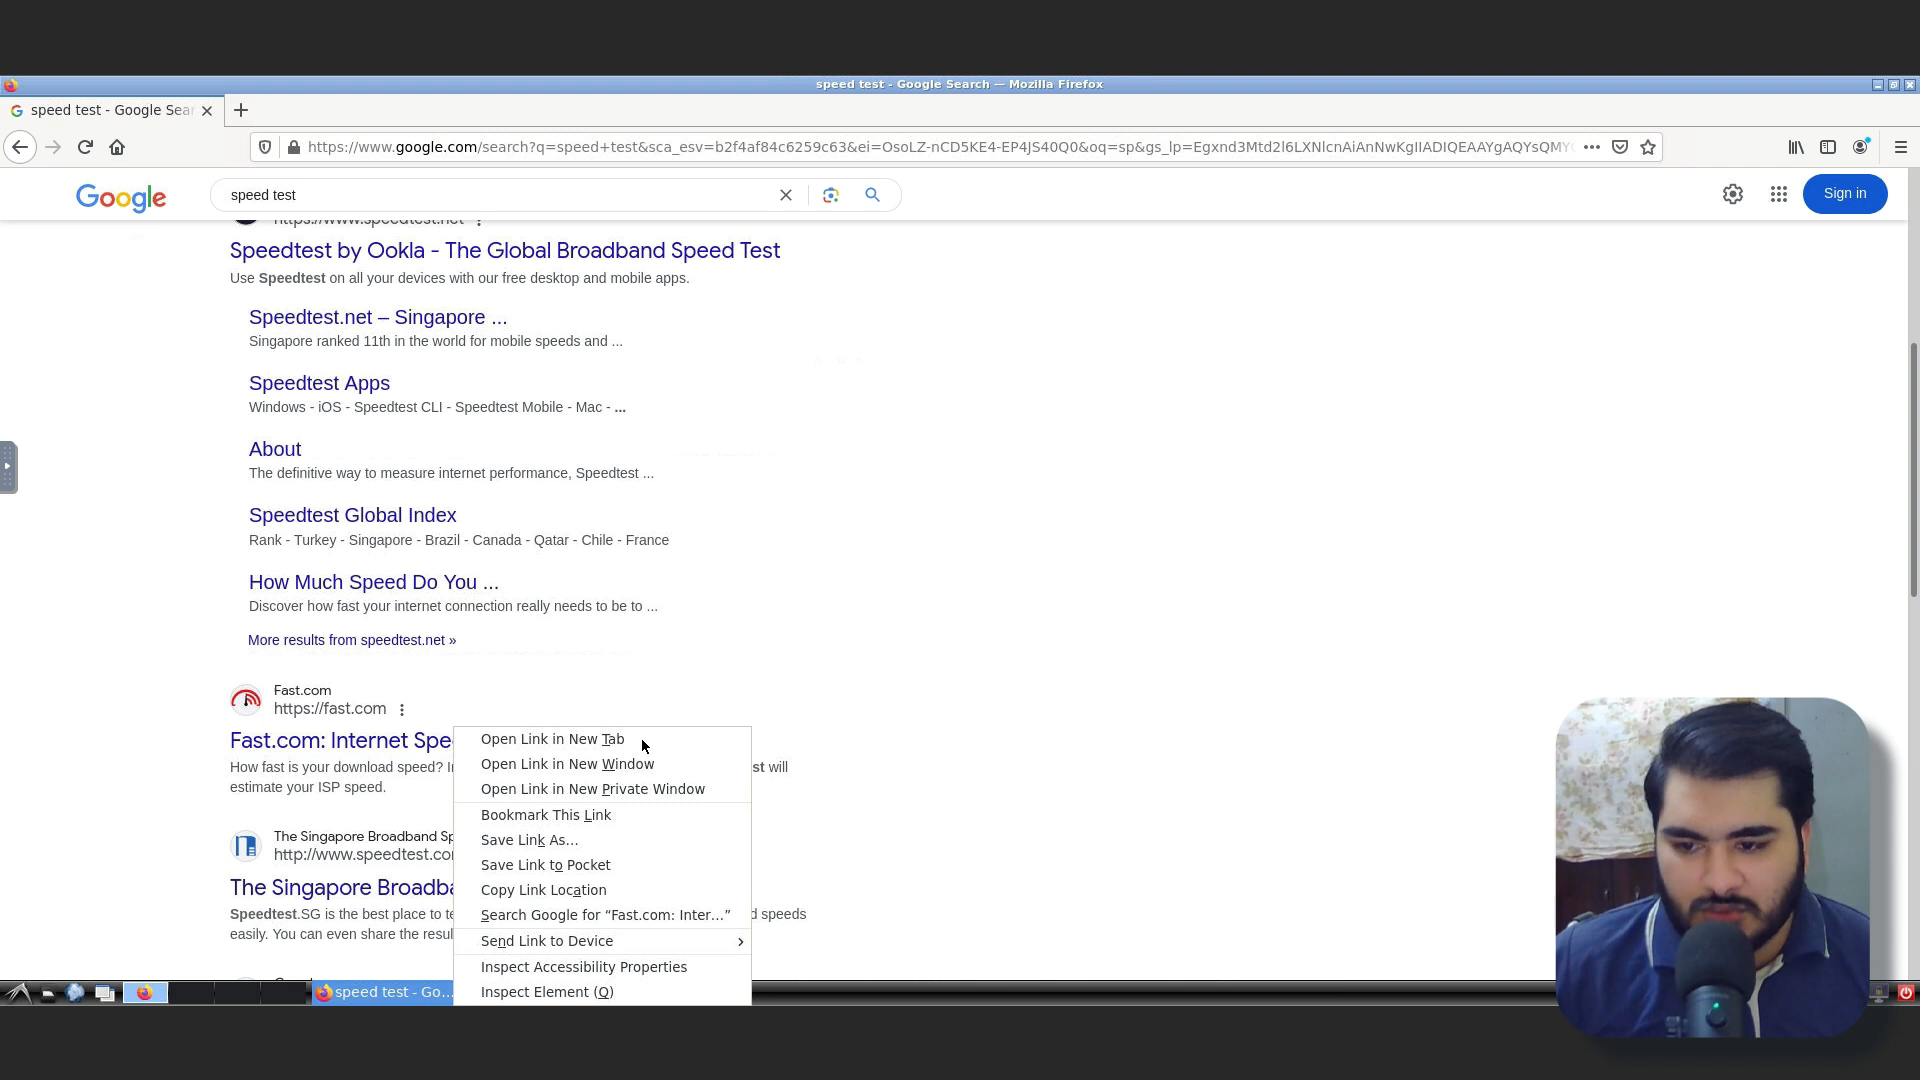 speed test - Google Search — Mozilla Firefox
speed test - Google Sear
https://www.google.com/search?q=speed+test&sca_esv=b2f4af84c6259c63&ei=OsoLZ-nCD5KE4-EP4JS40Q0&oq=sp&gs_lp=Egxnd3Mtd2l6LXNlcnAiAnNwKgIIADIQEAAYgAQYsQMY
Google
speed test
Sign in
https://www.speedtest.net
Speedtest by Ookla - The Global Broadband Speed Test
Use Speedtest on all your devices with our free desktop and mobile apps.
Speedtest.net – Singapore ...
Singapore ranked 11th in the world for mobile speeds and ...
Speedtest Apps
Windows - iOS - Speedtest CLI - Speedtest Mobile - Mac - ...
About
The definitive way to measure internet performance, Speedtest ...
Speedtest Global Index
Rank - Turkey - Singapore - Brazil - Canada - Qatar - Chile - France
How Much Speed Do You ...
Discover how fast your internet connection really needs to be to ...
More results from speedtest.net »
Fast.com
https://fast.com
Fast.com: Internet Spe
How fast is your download speed? I st will
estimate your ISP speed.
The Singapore Broadband Sp
http://www.speedtest.co
The Singapore Broadba
Speedtest.SG is the best place to te d speeds
easily. You can even share the resul
Open Link in New Tab
Open Link in New Window
Open Link in New Private Window
Bookmark This Link
Save Link As…
Save Link to Pocket
Copy Link Location
Search Google for “Fast.com: Inter…”
Send Link to Device
Inspect Accessibility Properties
Inspect Element (Q)
speed test - Go…